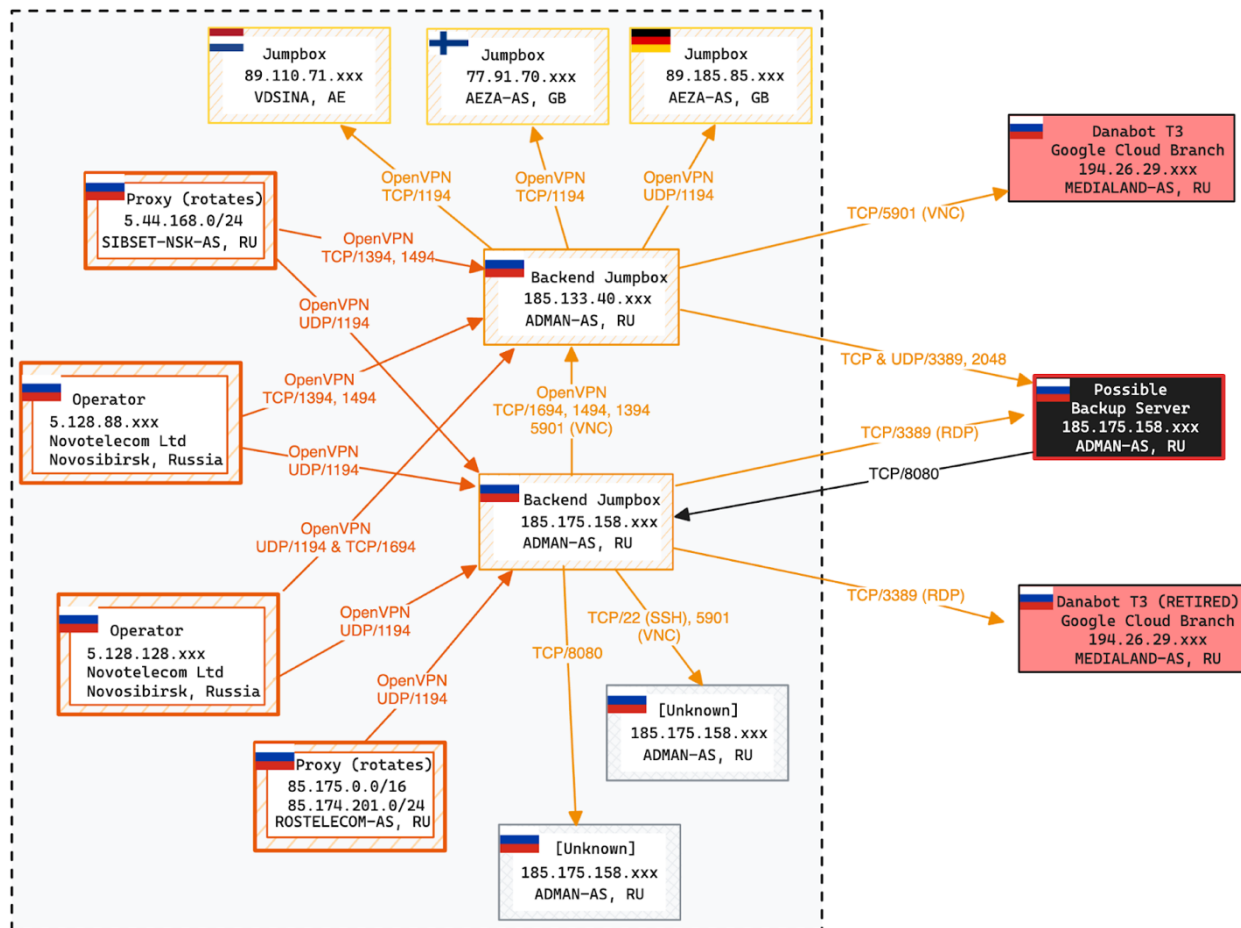 Jumpbox
89.110.71.xxx
VDSINA, AE
Jumpbox
77.91.70.xxx
AEZA-AS, GB
Jumpbox
89.185.85.xxx
AEZA-AS, GB
Danabot T3
Google Cloud Branch
194.26.29.xxx
MEDIALAND-AS, RU
OpenVPN
TCP/1194
OpenVPN
TCP/1194
OpenVPN
UDP/1194
Proxy (rotates)
5.44.168.0/24
SIBSET-NSK-AS, RU
TCP/5901 (VNC)
OpenVPN
TCP/1394, 1494
Backend Jumpbox
185.133.40.xxx
ADMAN-AS, RU
OpenVPN
UDP/1194
TCP & UDP/3389, 2048
Operator
5.128.88.xxx
Novotelecom Ltd
Novosibirsk, Russia
OpenVPN
TCP/1394, 1494
OpenVPN
TCP/1694, 1494, 1394
5901 (VNC)
Possible
Backup Server
185.175.158.xxx
ADMAN-AS, RU
TCP/3389 (RDP)
OpenVPN
UDP/1194
TCP/8080
Backend Jumpbox
185.175.158.xxx
ADMAN-AS, RU
OpenVPN
UDP/1194 & TCP/1694
TCP/3389 (RDP)
Danabot T3 (RETIRED)
Google Cloud Branch
194.26.29.xxx
MEDIALAND-AS, RU
Operator
5.128.128.xxx
Novotelecom Ltd
Novosibirsk, Russia
OpenVPN
UDP/1194
TCP/22 (SSH), 5901
(VNC)
TCP/8080
OpenVPN
UDP/1194
[Unknown]
185.175.158.xxx
ADMAN-AS, RU
Proxy (rotates)
85.175.0.0/16
85.174.201.0/24
ROSTELECOM-AS, RU
[Unknown]
185.175.158.xxx
ADMAN-AS, RU